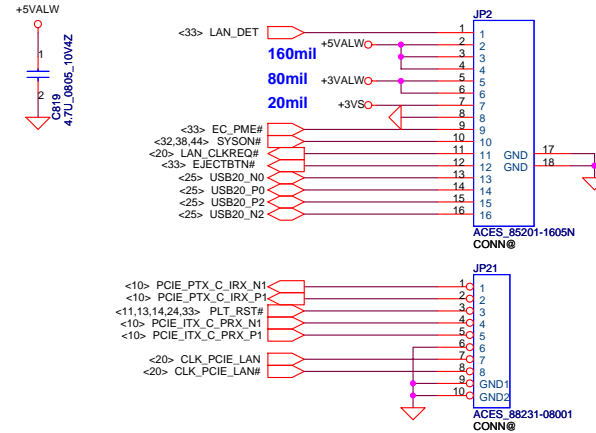 +5VALW
1
2
C819
4.7U_0805_10V4Z
JP2
<33> LAN_DET 1 1
+5VALW 2 2
160mil 3 3
4 4
80mil +3VALW 5 5
6 6
20mil +3VS 7 7
8 8
<33> EC_PME# 9 9
<32,38,44> SYSON# 10 10
<20> LAN_CLKREQ# 11 11 GND 17
<33> EJECTBTN# 12 12 GND 18
<25> USB20_N0 13 13
<25> USB20_P0 14 14
<25> USB20_P2 15 15
<25> USB20_N2 16 16
ACES_85201-1605N
CONN@
JP21
<10> PCIE_PTX_C_IRX_N1 1 1
<10> PCIE_PTX_C_IRX_P1 2 2
<11,13,14,24,33> PLT_RST# 3 3
<10> PCIE_ITX_C_PRX_N1 4 4
<10> PCIE_ITX_C_PRX_P1 5 5
6 6
<20> CLK_PCIE_LAN 7 7
<20> CLK_PCIE_LAN# 8 8
9 GND1
10 GND2
ACES_88231-08001
CONN@